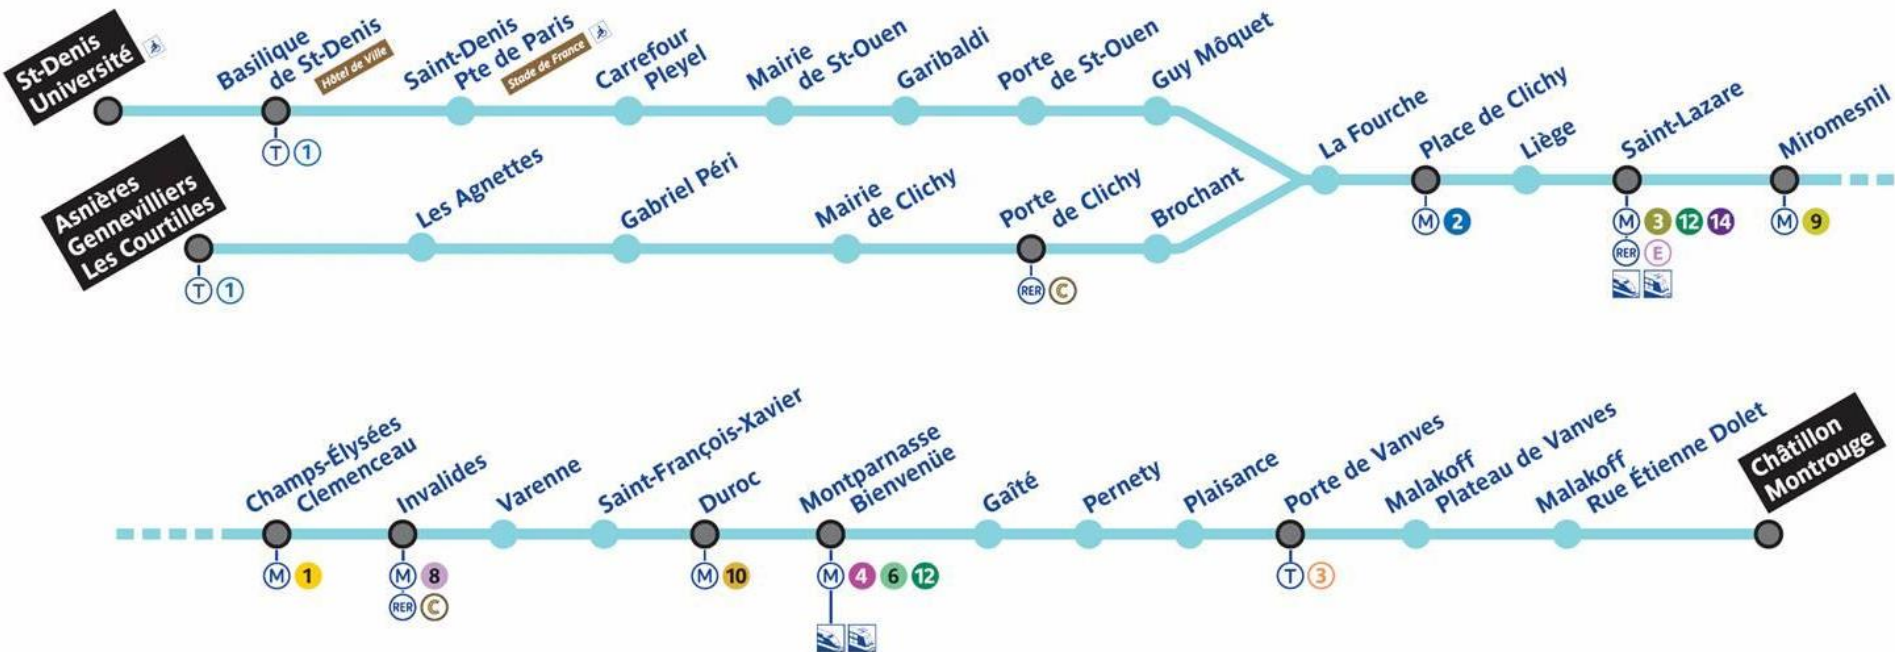 St-Denis
Université
Basilique
de St-Denis
Hôtel de Ville
Saint-Denis
Pte de Paris
Stade de France
Carrefour
Pleyel
Mairie
de St-Ouen
Garibaldi
Porte
de St-Ouen
Guy Môquet
T 1
Asnières
Gennevilliers
Les Courtilles
T 1
Les Agnettes
Gabriel Péri
Mairie
de Clichy
Porte
de Clichy
RER C
Brochant
La Fourche
Place de Clichy
M 2
Liège
Saint-Lazare
M 3 12 14
RER E
Miromesnil
M 9
Champs-Élysées
Clemenceau
M 1
Invalides
M 8
RER C
Varenne
Saint-François-Xavier
Duroc
M 10
Montparnasse
Bienvenüe
M 4 6 12
Gaîté
Pernety
Plaisance
Porte de Vanves
T 3
Malakoff
Plateau de Vanves
Malakoff
Rue Étienne Dolet
Châtillon
Montrouge